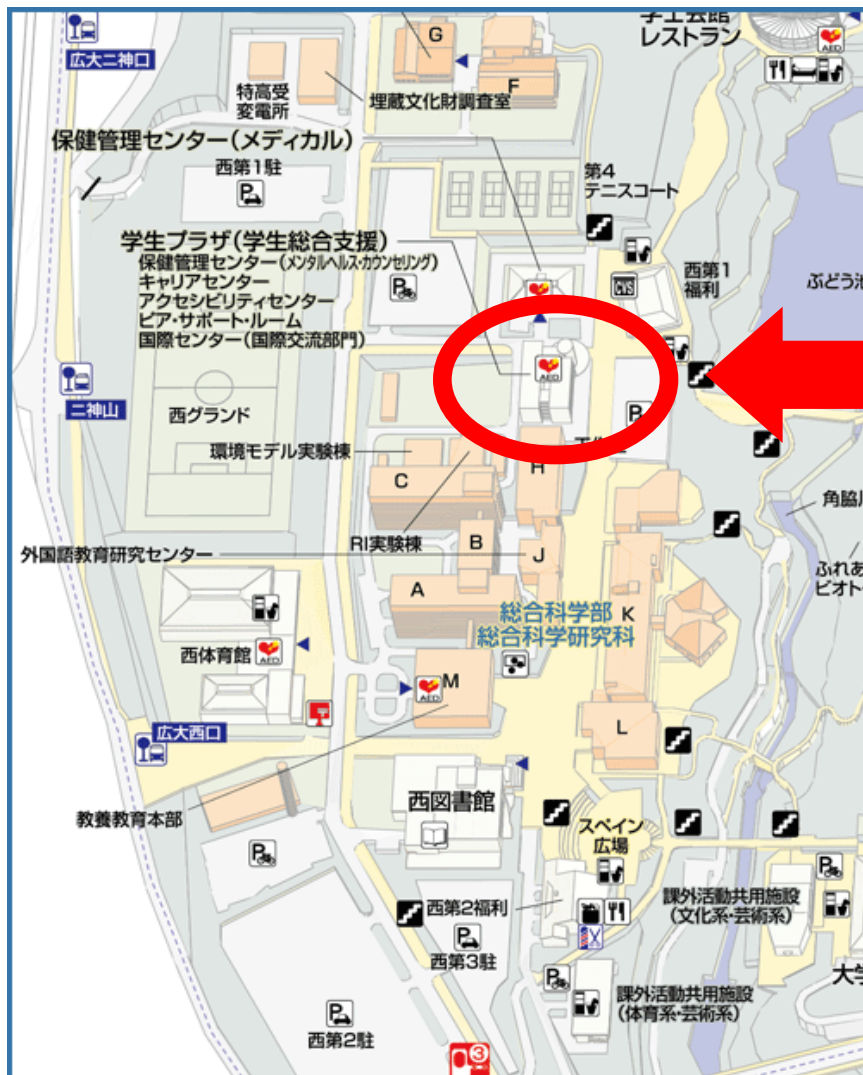 学士会館
レストラン
G
AED
広大二神口
F
特高受
変電所
埋蔵文化財調査室
保健管理センター(メディカル)
西第1駐
P
第4
テニスコート
学生プラザ(学生総合支援)
保健管理センター(メンタルヘルス・カウンセリング)
キャリアセンター
アクセシビリティセンター
ピア・サポート・ルーム
国際センター(国際交流部門)
P
AED
CVS
西第1
福利
ぶどう池
AED
二神山
西グランド
P
環境モデル実験棟
C
H
RI実験棟
B
J
外国語教育研究センター
角脇
ふれあ
ビオト
A
総合科学部
総合科学研究科
K
西体育館
AED
M
AED
広大西口
L
西図書館
教養教育本部
スペイン
広場
P
P
西第2福利
課外活動共用施設
(文化系・芸術系)
P
西第3駐
大学
P
課外活動共用施設
(体育系・芸術系)
P
西第2駐
3